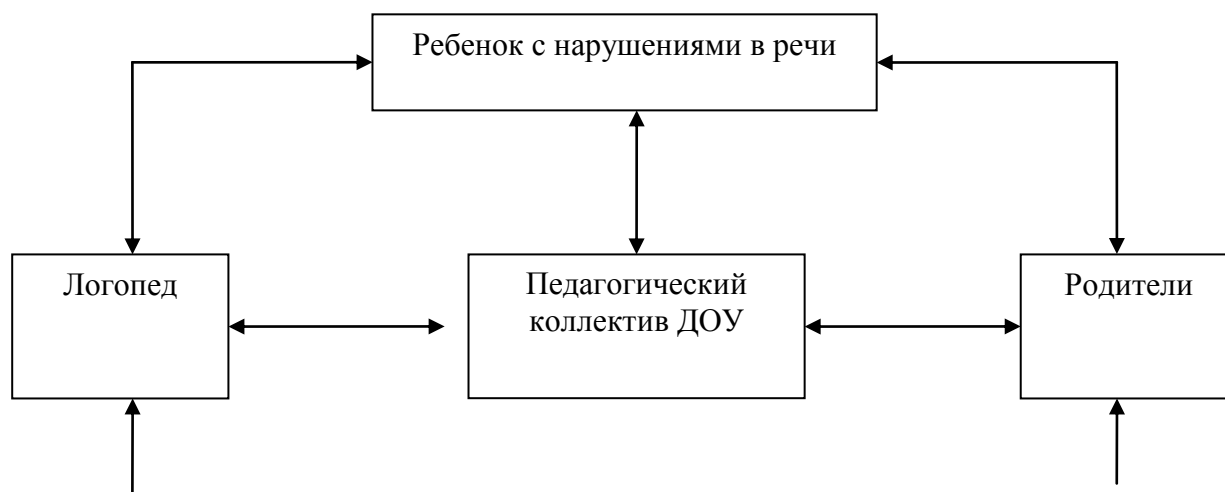 Ребенок с нарушениями в речи
Логопед
Педагогический
коллектив ДОУ
Родители